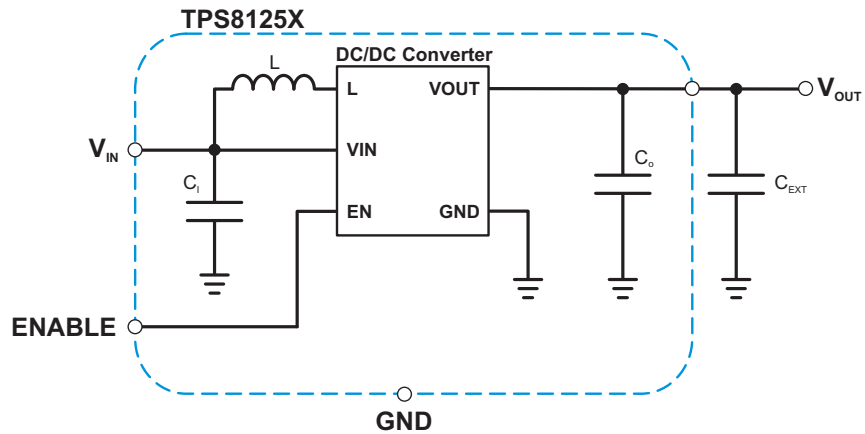 TPS8125X
DC/DC Converter
L
L
VOUT
VIN
VOUT
VIN
CI
Co
CEXT
EN
GND
ENABLE
GND